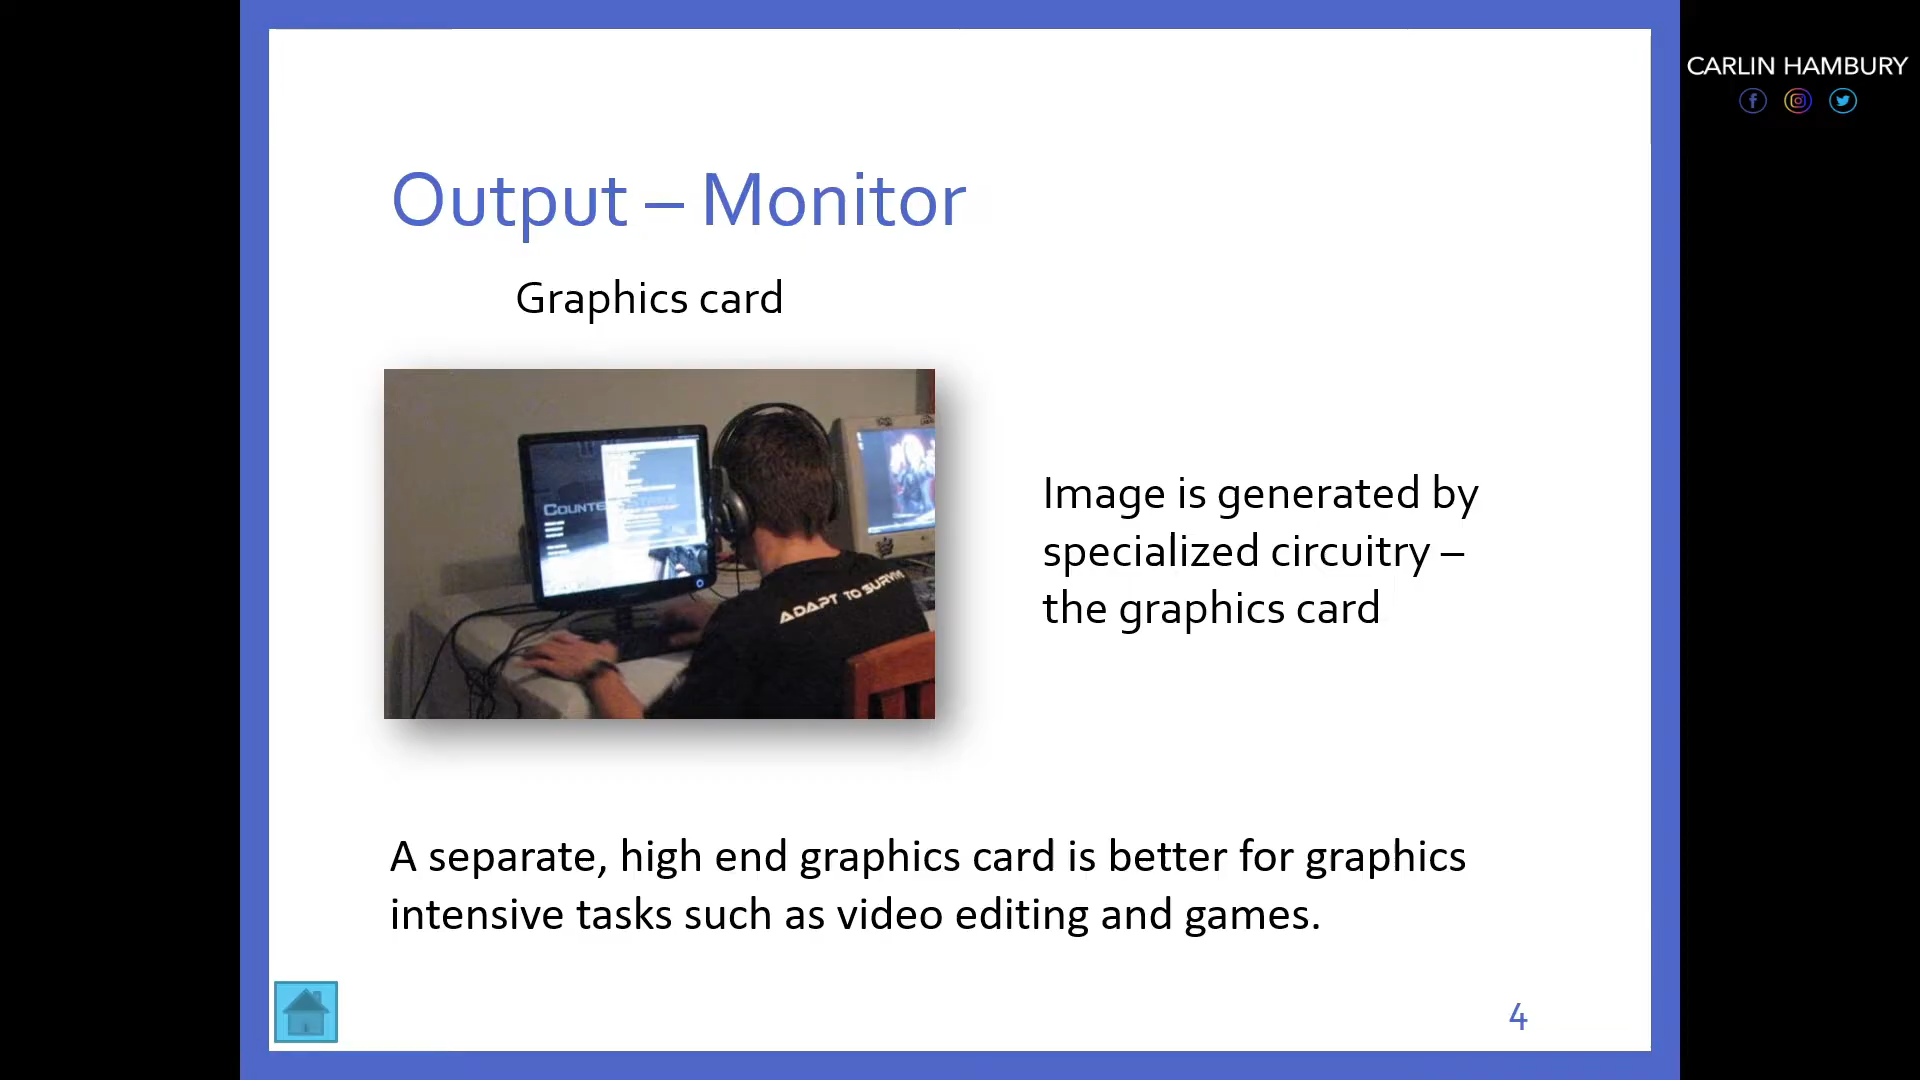 CARLIN HAMBURY
Output – Monitor
Graphics card
COUNTE
ADAPT TO SURVIV
Image is generated by
specialized circuitry –
the graphics card
A separate, high end graphics card is better for graphics
intensive tasks such as video editing and games.
4